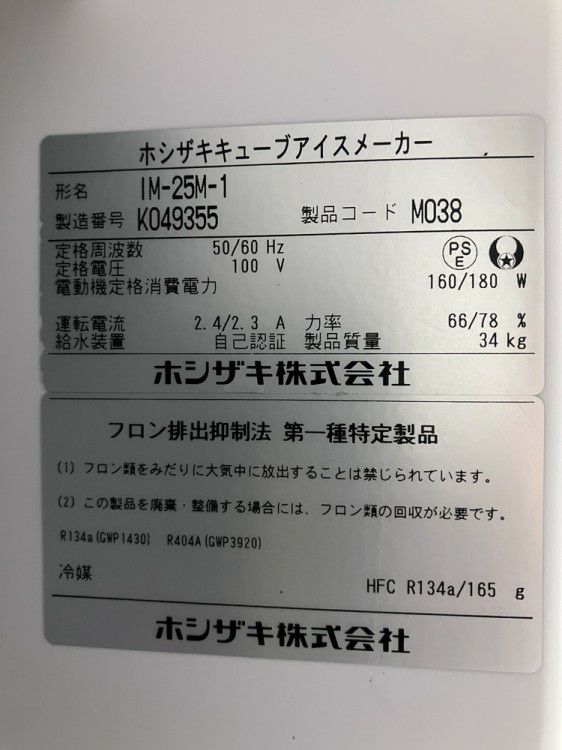 ホシザキキューブアイスメーカー
形名 IM-25M-1
製造番号 K049355 製品コード M038
定格周波数 50/60 Hz
定格電圧 100 V
PS E
電動機定格消費電力 160/180 W
運転電流 2.4/2.3 A 力率 66/78 %
給水装置 自己認証 製品質量 34 kg
ホシザキ株式会社
フロン排出抑制法 第一種特定製品
(1) フロン類をみだりに大気中に放出することは禁じられています。
(2) この製品を廃棄・整備する場合には、フロン類の回収が必要です。
R134a(GWP1430) R404A(GWP3920)
冷媒
HFC R134a/165 g
ホシザキ株式会社